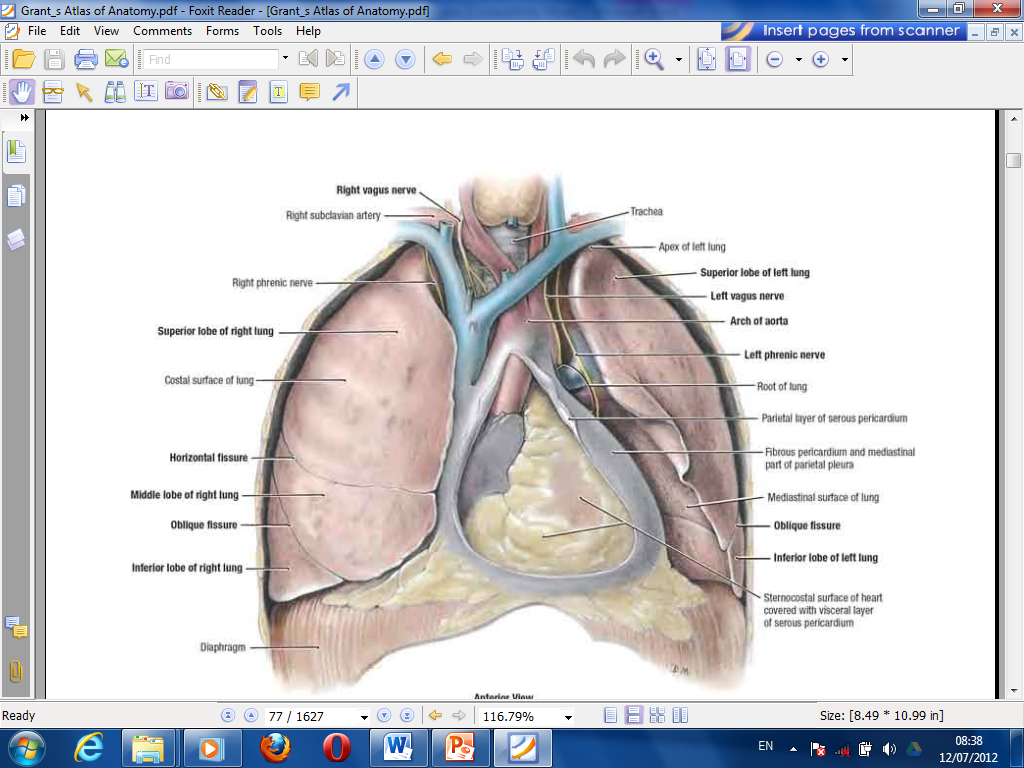 Grant_s Atlas of Anatomy.pdf - Foxit Reader - [Grant_s Atlas of Anatomy.pdf]
File Edit View Comments Forms Tools Help
Insert pages from scanner
Find
Right vagus nerve
Right subclavian artery
Trachea
Apex of left lung
Superior lobe of left lung
Right phrenic nerve
Left vagus nerve
Arch of aorta
Superior lobe of right lung
Left phrenic nerve
Costal surface of lung
Root of lung
Parietal layer of serous pericardium
Horizontal fissure
Fibrous pericardium and mediastinal
part of parietal pleura
Middle lobe of right lung
Mediastinal surface of lung
Oblique fissure
Oblique fissure
Inferior lobe of left lung
Inferior lobe of right lung
Sternocostal surface of heart
covered with visceral layer
of serous pericardium
Diaphragm
Anterior View
Ready
77 / 1627
116.79%
Size: [8.49 * 10.99 in]
EN
08:38
12/07/2012